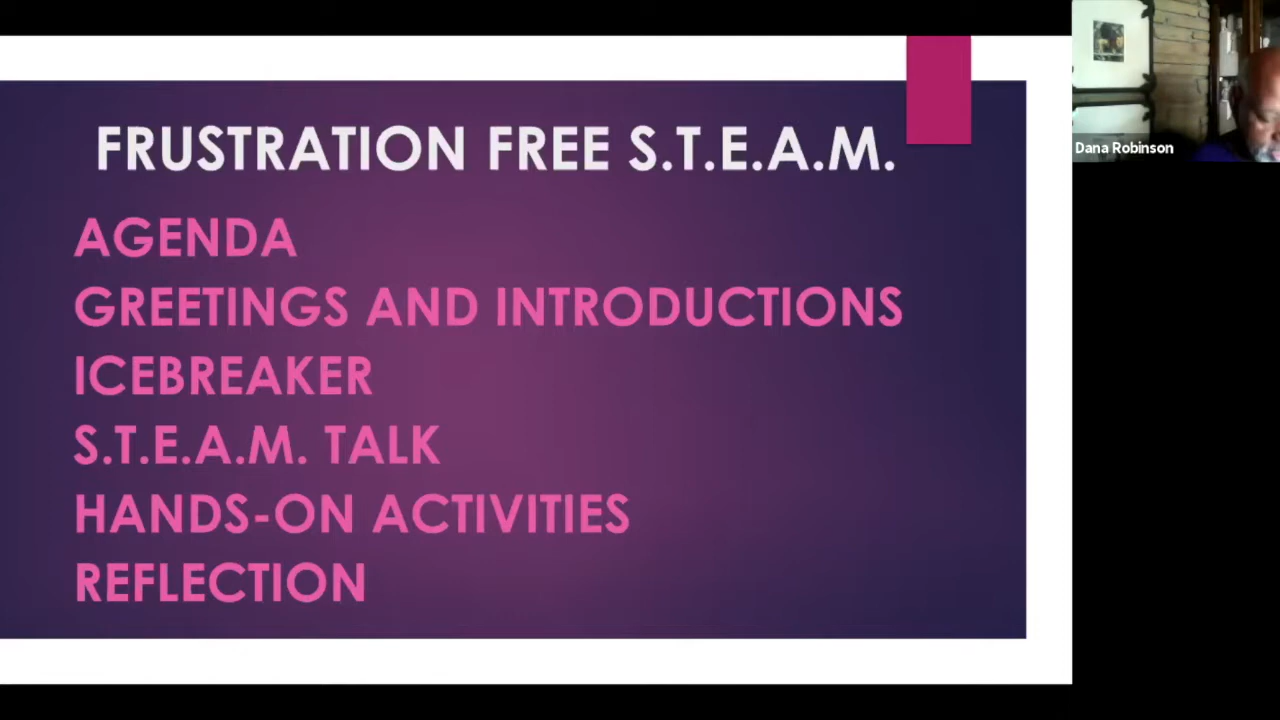 FRUSTRATION FREE S.T.E.A.M.
AGENDA
GREETINGS AND INTRODUCTIONS
ICEBREAKER
S.T.E.A.M. TALK
HANDS-ON ACTIVITIES
REFLECTION
Dana Robinson